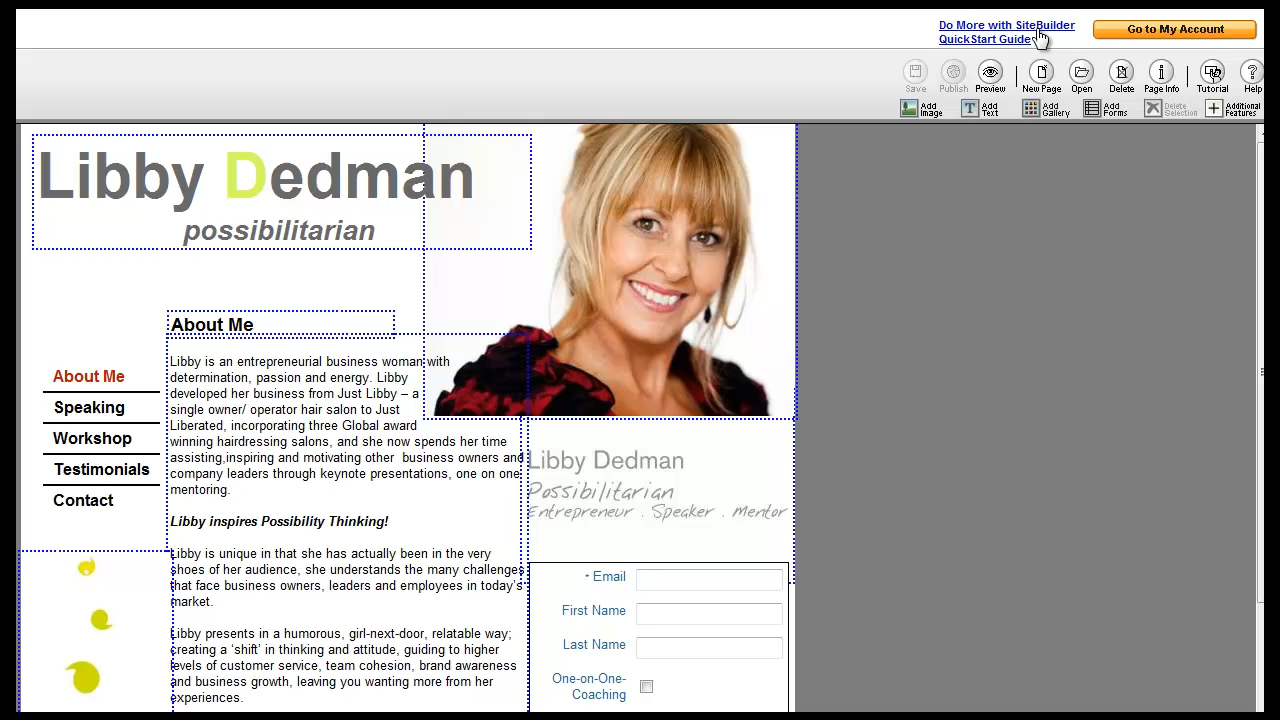 Do More with SiteBuilder
QuickStart Guide
Go to My Account
Save
Publish
Preview
New Page
Open
Delete
Page Info
Tutorial
Help
Add Image
Add Text
Add Gallery
Add Forms
Delete Selection
Additional Features
Libby Dedman
possibilitarian
About Me
Speaking
Workshop
Testimonials
Contact
About Me
Libby is an entrepreneurial business woman with
determination, passion and energy. Libby
developed her business from Just Libby – a
single owner/ operator hair salon to Just
Liberated, incorporating three Global award
winning hairdressing salons, and she now spends her time
assisting,inspiring and motivating other business owners and
company leaders through keynote presentations, one on one
mentoring.
Libby inspires Possibility Thinking!
Libby is unique in that she has actually been in the very
shoes of her audience, she understands the many challenges
that face business owners, leaders and employees in today's
market.
Libby presents in a humorous, girl-next-door, relatable way;
creating a 'shift' in thinking and attitude, guiding to higher
levels of customer service, team cohesion, brand awareness
and business growth, leaving you wanting more from her
experiences.
Libby Dedman
Possibilitarian
Entrepreneur . Speaker . Mentor
* Email
First Name
Last Name
One-on-One-
Coaching